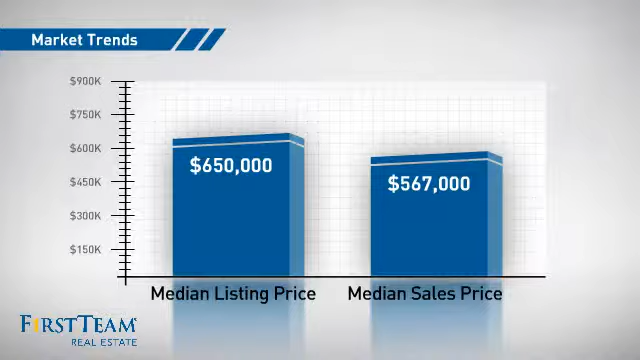 Market Trends
$900K
$750K
$600K
$450K
$300K
$150K
$650,000
$567,000
Median Listing Price
Median Sales Price
FIRSTTEAM®
REAL ESTATE